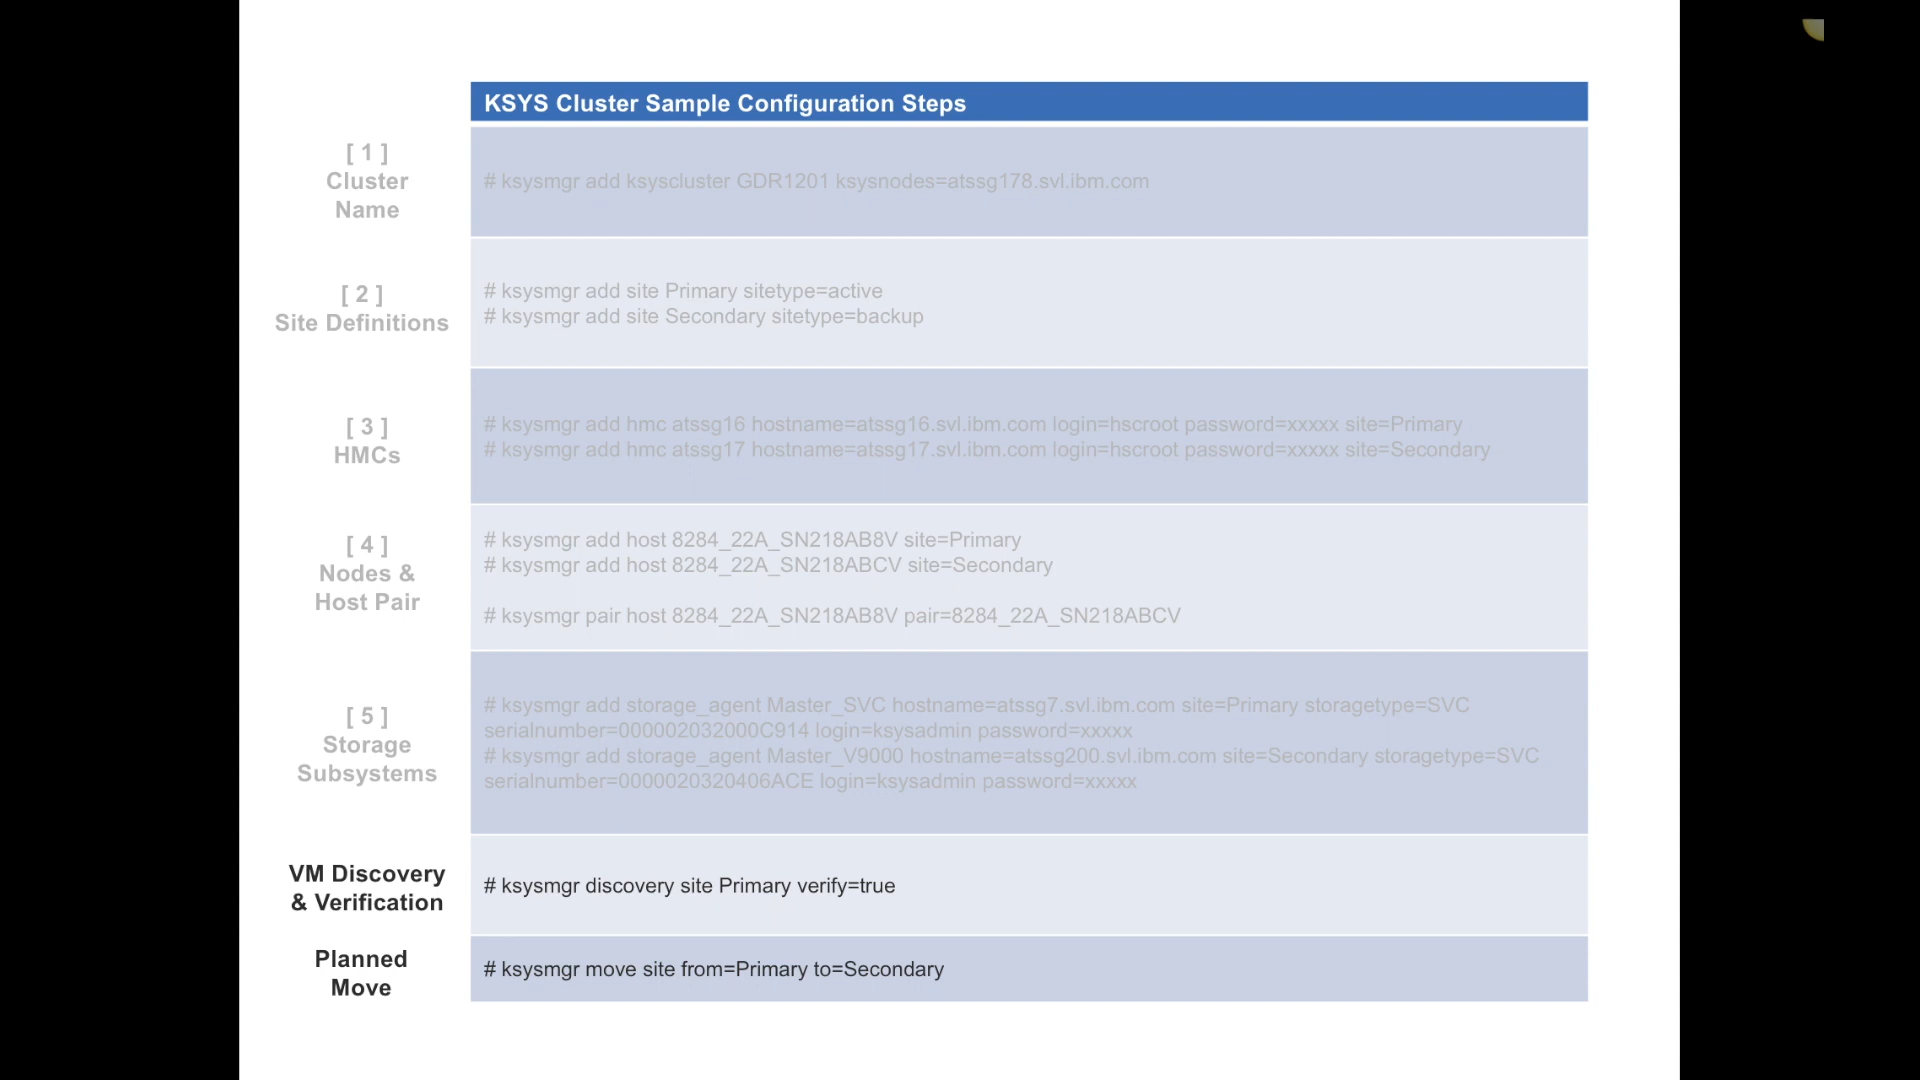 KSYS Cluster Sample Configuration Steps
[ 1 ]
Cluster
Name
# ksysmgr add ksyscluster GDR1201 ksysnodes=atssg178.svl.ibm.com
[ 2 ]
Site Definitions
# ksysmgr add site Primary sitetype=active
# ksysmgr add site Secondary sitetype=backup
[ 3 ]
HMCs
# ksysmgr add hmc atssg16 hostname=atssg16.svl.ibm.com login=hscroot password=xxxxx site=Primary
# ksysmgr add hmc atssg17 hostname=atssg17.svl.ibm.com login=hscroot password=xxxxx site=Secondary
[ 4 ]
Nodes &
Host Pair
# ksysmgr add host 8284_22A_SN218AB8V site=Primary
# ksysmgr add host 8284_22A_SN218ABCV site=Secondary
# ksysmgr pair host 8284_22A_SN218AB8V pair=8284_22A_SN218ABCV
[ 5 ]
Storage
Subsystems
# ksysmgr add storage_agent Master_SVC hostname=atssg7.svl.ibm.com site=Primary storagetype=SVC
serialnumber=000002032000C914 login=ksysadmin password=xxxxx
# ksysmgr add storage_agent Master_V9000 hostname=atssg200.svl.ibm.com site=Secondary storagetype=SVC
serialnumber=0000020320406ACE login=ksysadmin password=xxxxx
VM Discovery
& Verification
# ksysmgr discovery site Primary verify=true
Planned
Move
# ksysmgr move site from=Primary to=Secondary